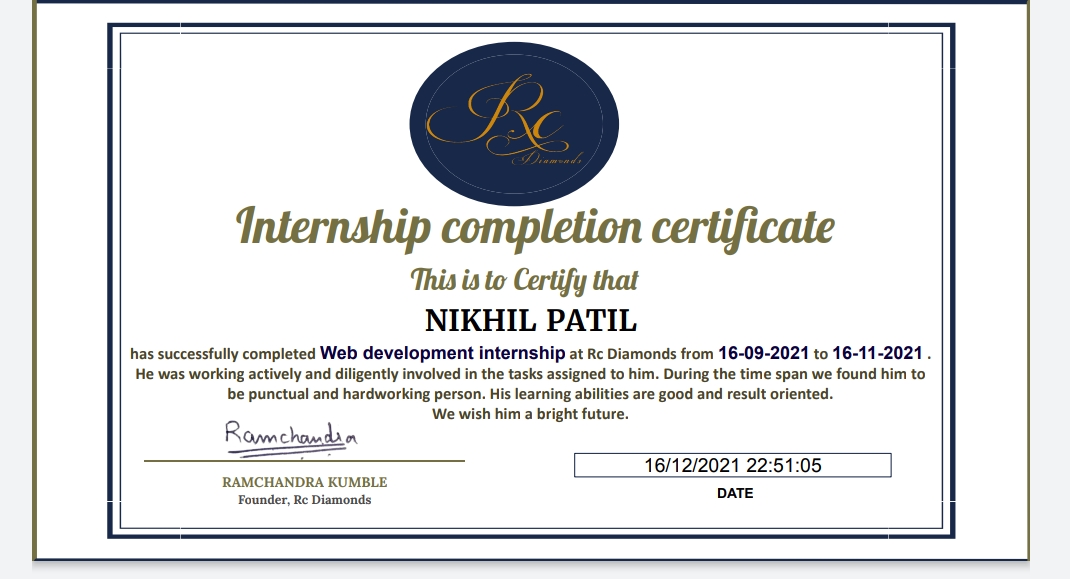 Rc
Diamonds
Internship completion certificate
This is to Certify that
NIKHIL PATIL
has successfully completed Web development internship at Rc Diamonds from 16-09-2021 to 16-11-2021 .
He was working actively and diligently involved in the tasks assigned to him. During the time span we found him to
be punctual and hardworking person. His learning abilities are good and result oriented.
We wish him a bright future.
Ramchandra
RAMCHANDRA KUMBLE
Founder, Rc Diamonds
16/12/2021 22:51:05
DATE